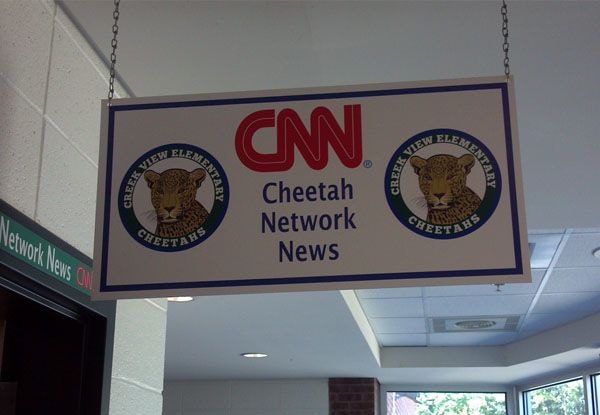 CNN®
Cheetah
Network
News
CREEK VIEW ELEMENTARY
CHEETAHS
CREEK VIEW ELEMENTARY
CHEETAHS
Network News CNN